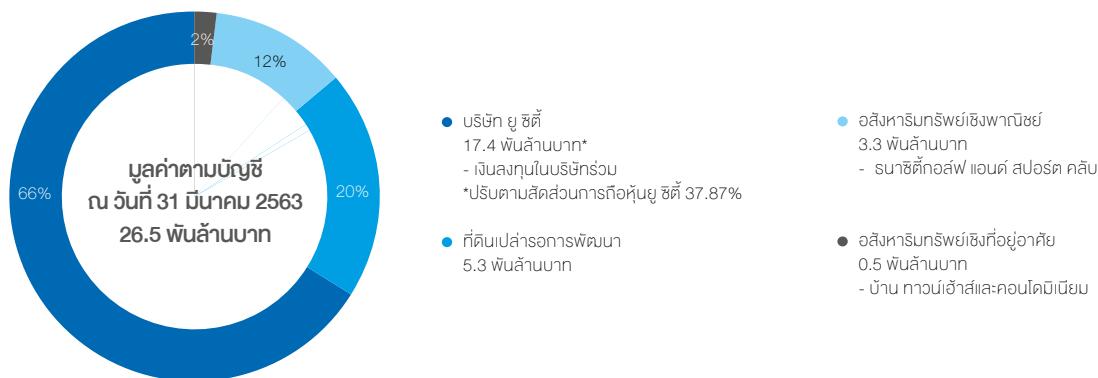 2%
12%
20%
66%
มูลค่าตามบัญชี
ณ วันที่ 31 มีนาคม 2563
26.5 พันล้านบาท
บริษัท ยู ซิตี้
17.4 พันล้านบาท*
- เงินลงทุนในบริษัทร่วม
*ปรับตามสัดส่วนการถือหุ้นยู ซิตี้ 37.87%
ที่ดินเปล่ารอการพัฒนา
5.3 พันล้านบาท
อสังหาริมทรัพย์เชิงพาณิชย์
3.3 พันล้านบาท
- ธนาซิตี้กอล์ฟ แอนด์ สปอร์ต คลับ
อสังหาริมทรัพย์เชิงที่อยู่อาศัย
0.5 พันล้านบาท
- บ้าน ทาวน์เฮ้าส์และคอนโดมิเนียม